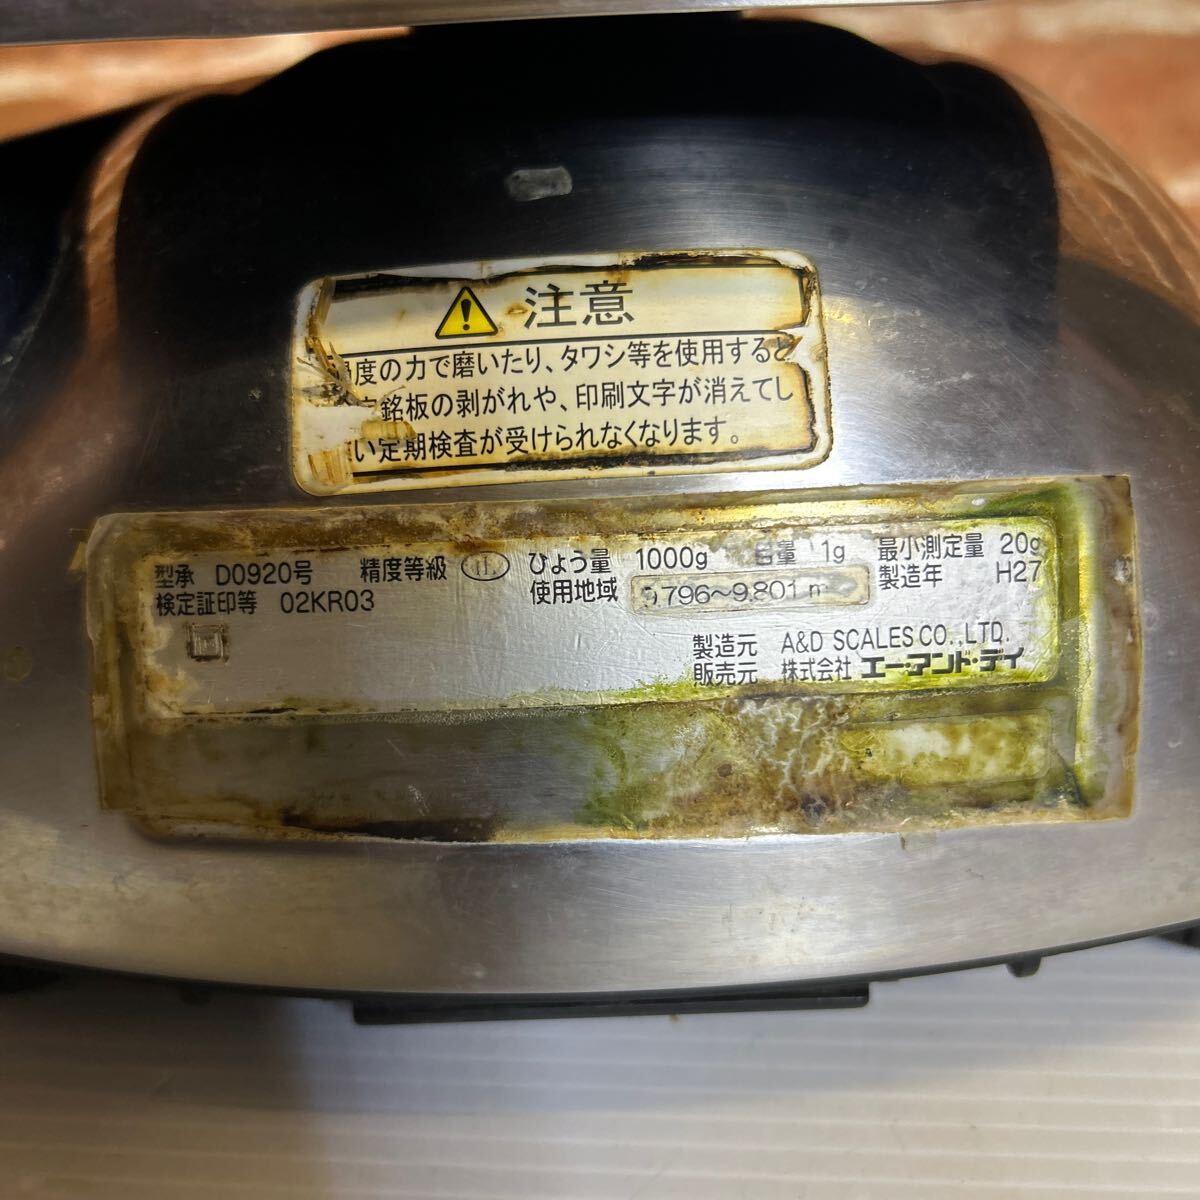 注意
度の力で磨いたり、タワシ等を使用すると
銘板の剥がれや、印刷文字が消えてし
い定期検査が受けられなくなります。
型承 D0920号 精度等級 ひょう量 1000g 目量 1g 最小測定量 20g
検定証印等 02KR03 使用地域 9.796～9.801 製造年 H27
製造元 A&D SCALES CO.,LTD.
販売元 株式会社 エー・アンド・デイ